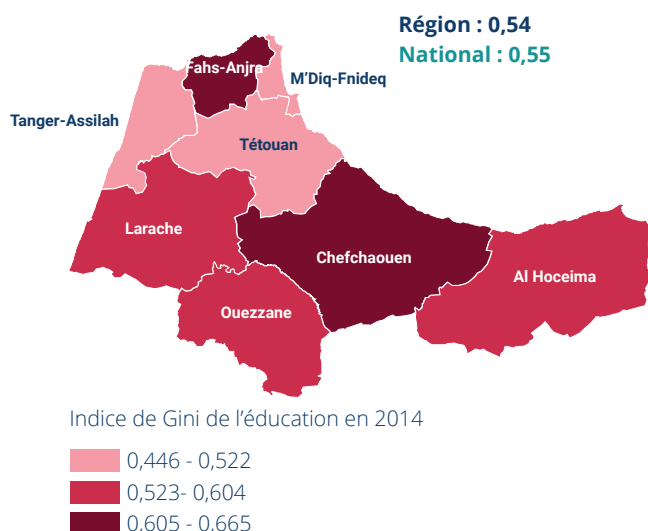 Région : 0,54
National : 0,55
Fahs-Anjra
M'Diq-Fnideq
Tanger-Assilah
Tétouan
Larache
Chefchaouen
Al Hoceima
Ouezzane
Indice de Gini de l'éducation en 2014
0,446 - 0,522
0,523- 0,604
0,605 - 0,665